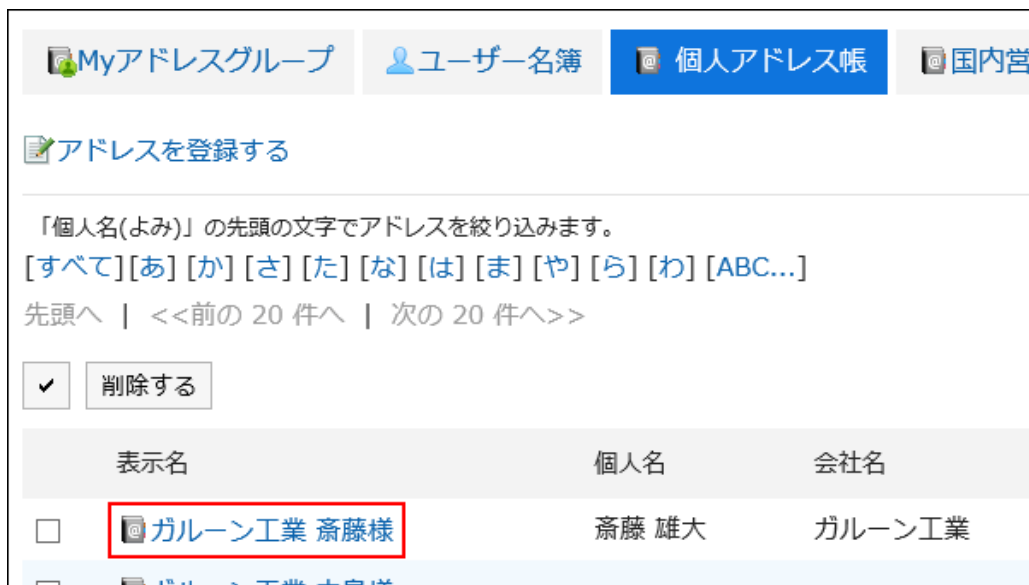 Myアドレスグループ ユーザー名簿 個人アドレス帳 国内営
アドレスを登録する
「個人名(よみ)」の先頭の文字でアドレスを絞り込みます。
[すべて][あ] [か] [さ] [た] [な] [は] [ま] [や] [ら] [わ] [ABC...]
先頭へ | <<前の 20 件へ | 次の 20 件へ>>
削除する
表示名 個人名 会社名
ガルーン工業 斎藤様 斎藤 雄大 ガルーン工業